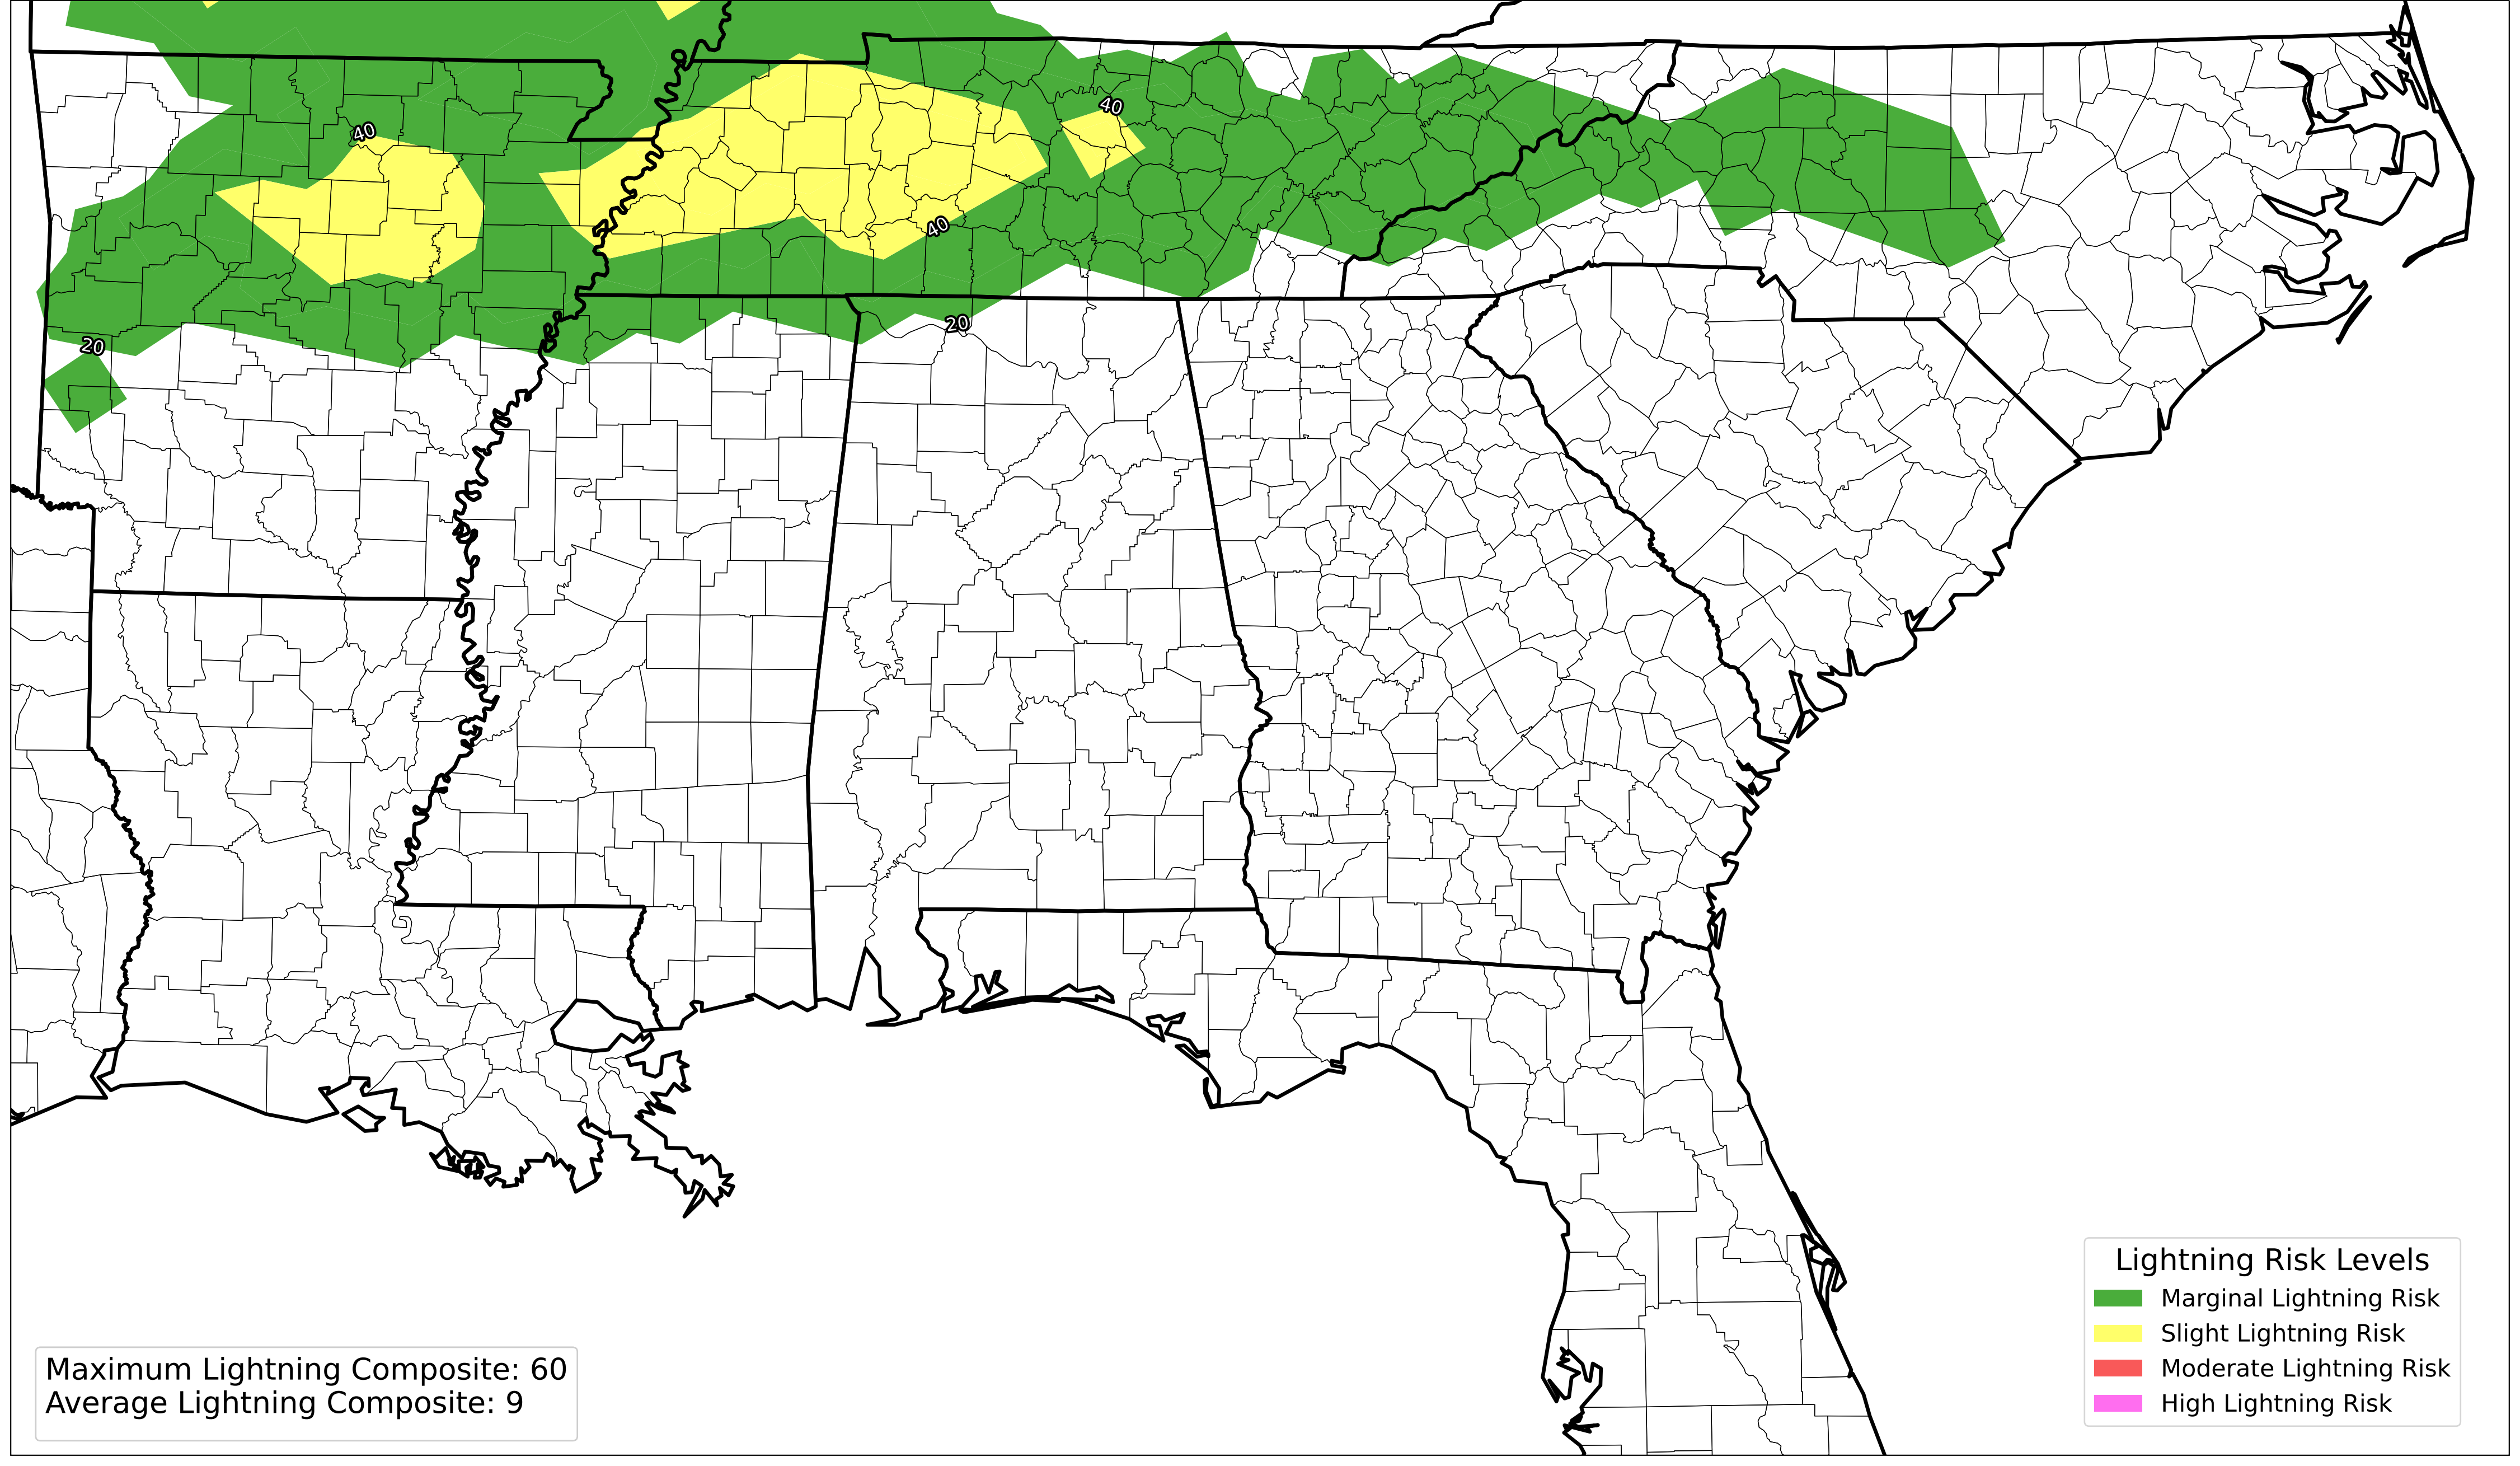 40
40
40
20
20
Lightning Risk Levels
Marginal Lightning Risk
Slight Lightning Risk
Moderate Lightning Risk
High Lightning Risk
Maximum Lightning Composite: 60
Average Lightning Composite: 9